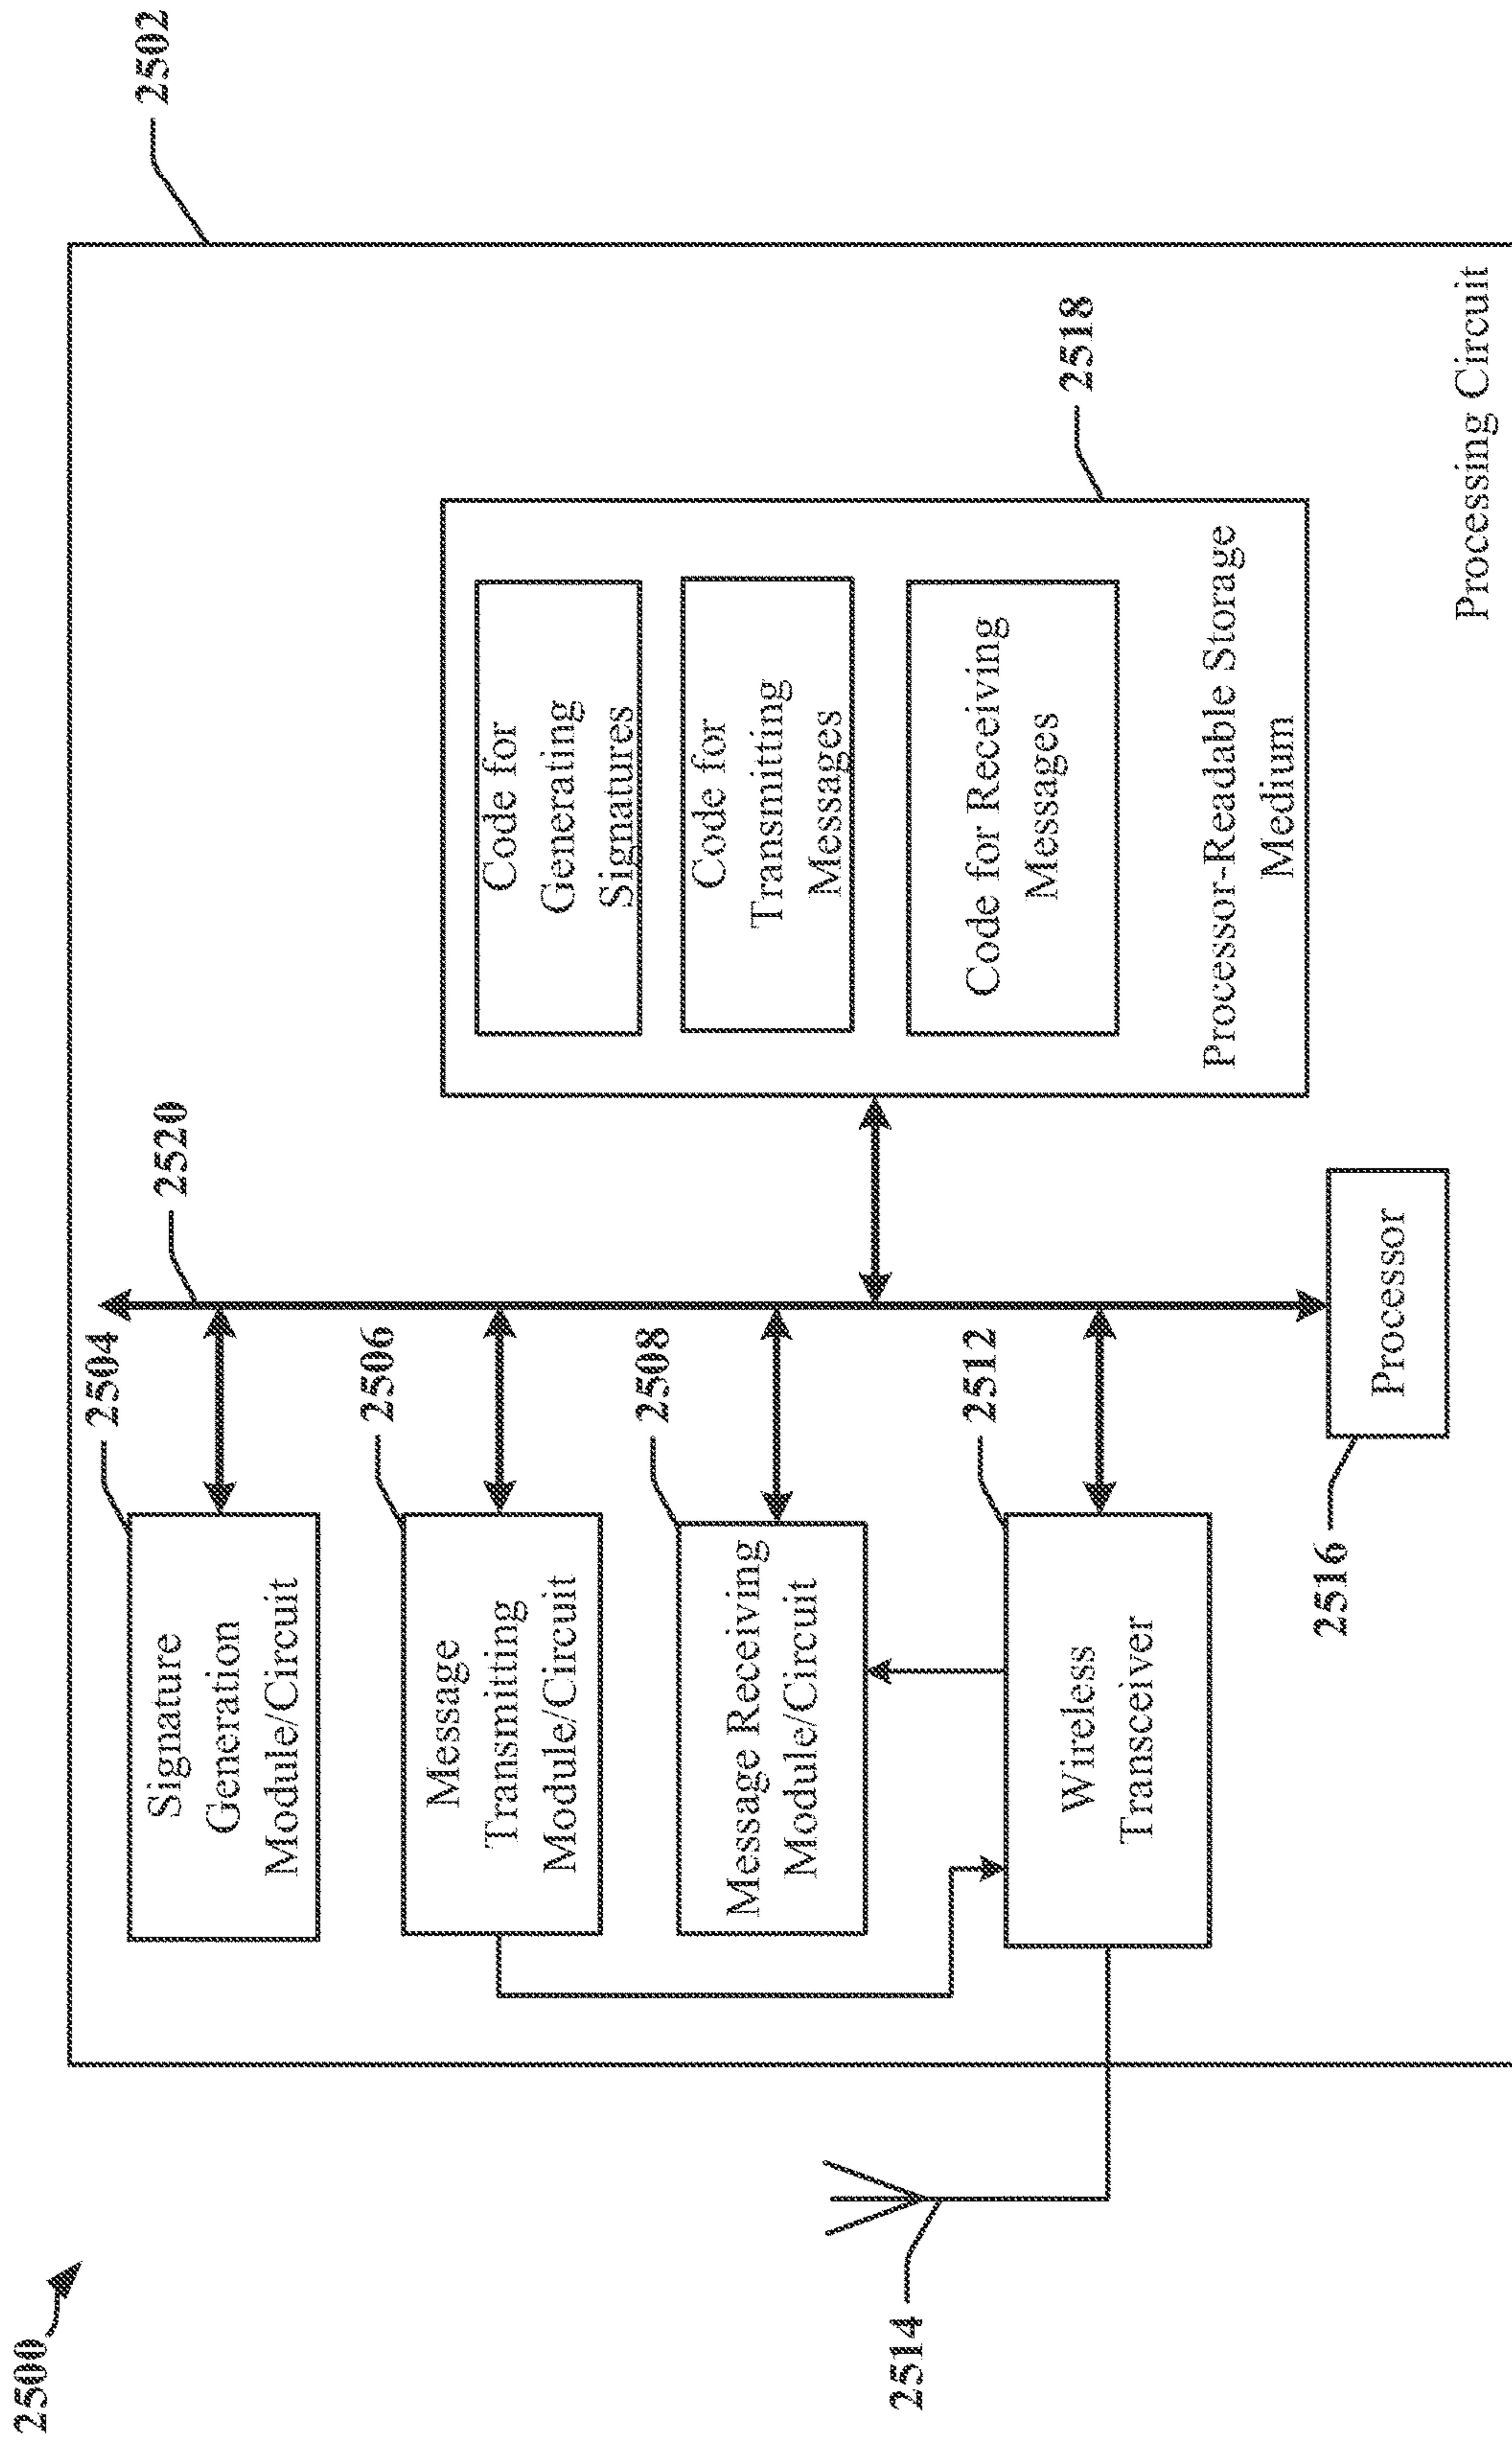 2500
2502
2504
Signature
Generation
Module/Circuit
2520
2506
Message
Transmitting
Module/Circuit
2508
Message Receiving
Module/Circuit
2512
Wireless
Transceiver
2514
2516
Processor
Code for
Generating
Signatures
Code for
Transmitting
Messages
Code for Receiving
Messages
Processor-Readable Storage
Medium
2518
Processing Circuit